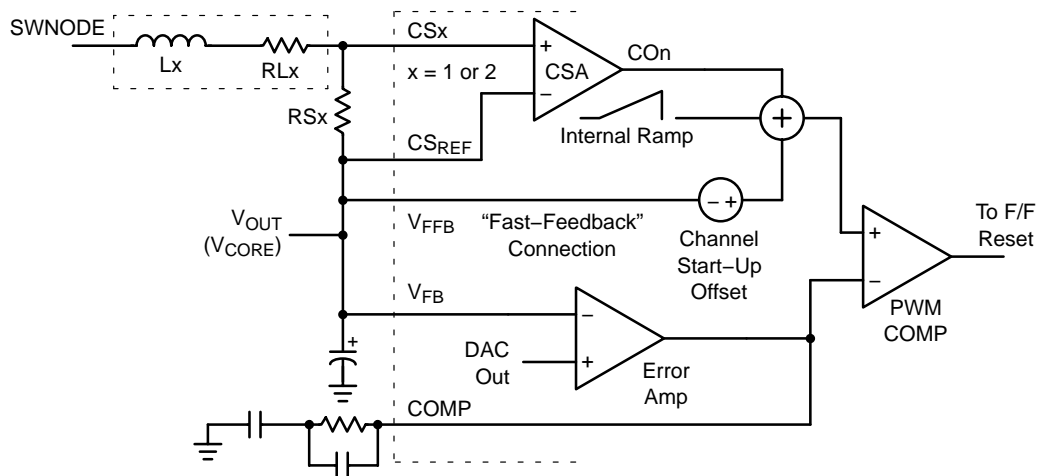 SWNODE
Lx
RLx
CSx
x = 1 or 2
+
CSA
−
COn
RSx
Internal Ramp
+
CSREF
− +
VOUT
(VCORE)
VFFB
“Fast−Feedback”
Connection
Channel
Start−Up
Offset
+
−
PWM
COMP
To F/F
Reset
VFB
−
+
DAC
Out
Error
Amp
+
COMP